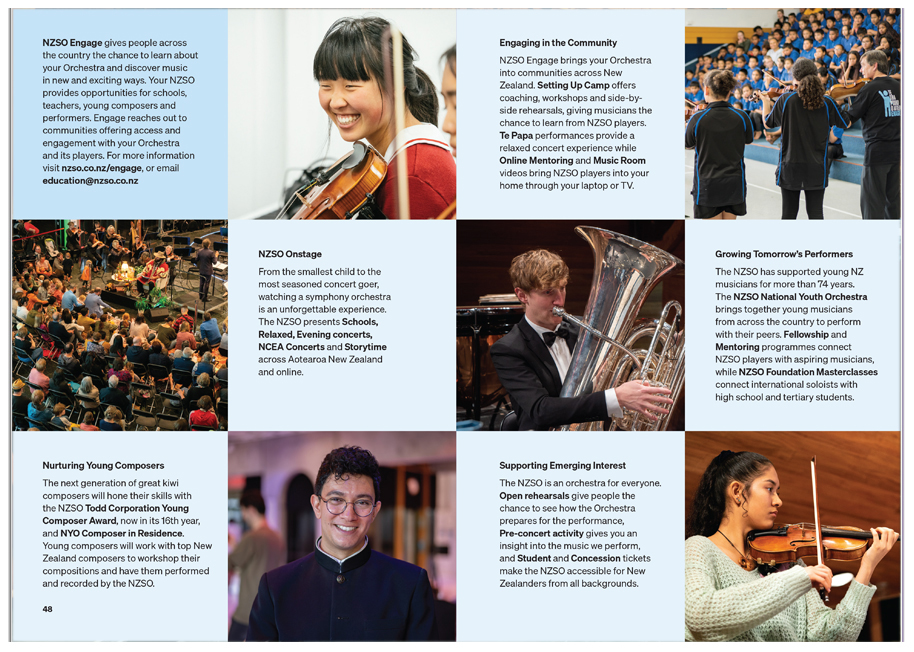 NZSO Engage gives people across
the country the chance to learn about
your Orchestra and discover music
in new and exciting ways. Your NZSO
provides opportunities for schools,
teachers, young composers and
performers. Engage reaches out to
communities offering access and
engagement with your Orchestra
and its players. For more information
visit nzso.co.nz/engage, or email
education@nzso.co.nz
Engaging in the Community
NZSO Engage brings your Orchestra
into communities across New
Zealand. Setting Up Camp offers
coaching, workshops and side-by-
side rehearsals, giving musicians the
chance to learn from NZSO players.
Te Papa performances provide a
relaxed concert experience while
Online Mentoring and Music Room
videos bring NZSO players into your
home through your laptop or TV.
NZSO Onstage
From the smallest child to the
most seasoned concert goer,
watching a symphony orchestra
is an unforgettable experience.
The NZSO presents Schools,
Relaxed, Evening concerts,
NCEA Concerts and Storytime
across Aotearoa New Zealand
and online.
Growing Tomorrow's Performers
The NZSO has supported young NZ
musicians for more than 74 years.
The NZSO National Youth Orchestra
brings together young musicians
from across the country to perform
with their peers. Fellowship and
Mentoring programmes connect
NZSO players with aspiring musicians,
while NZSO Foundation Masterclasses
connect international soloists with
high school and tertiary students.
Nurturing Young Composers
The next generation of great kiwi
composers will hone their skills with
the NZSO Todd Corporation Young
Composer Award, now in its 16th year,
and NYO Composer in Residence.
Young composers will work with top New
Zealand composers to workshop their
compositions and have them performed
and recorded by the NZSO.
48
Supporting Emerging Interest
The NZSO is an orchestra for everyone.
Open rehearsals give people the
chance to see how the Orchestra
prepares for the performance,
Pre-concert activity gives you an
insight into the music we perform,
and Student and Concession tickets
make the NZSO accessible for New
Zealanders from all backgrounds.